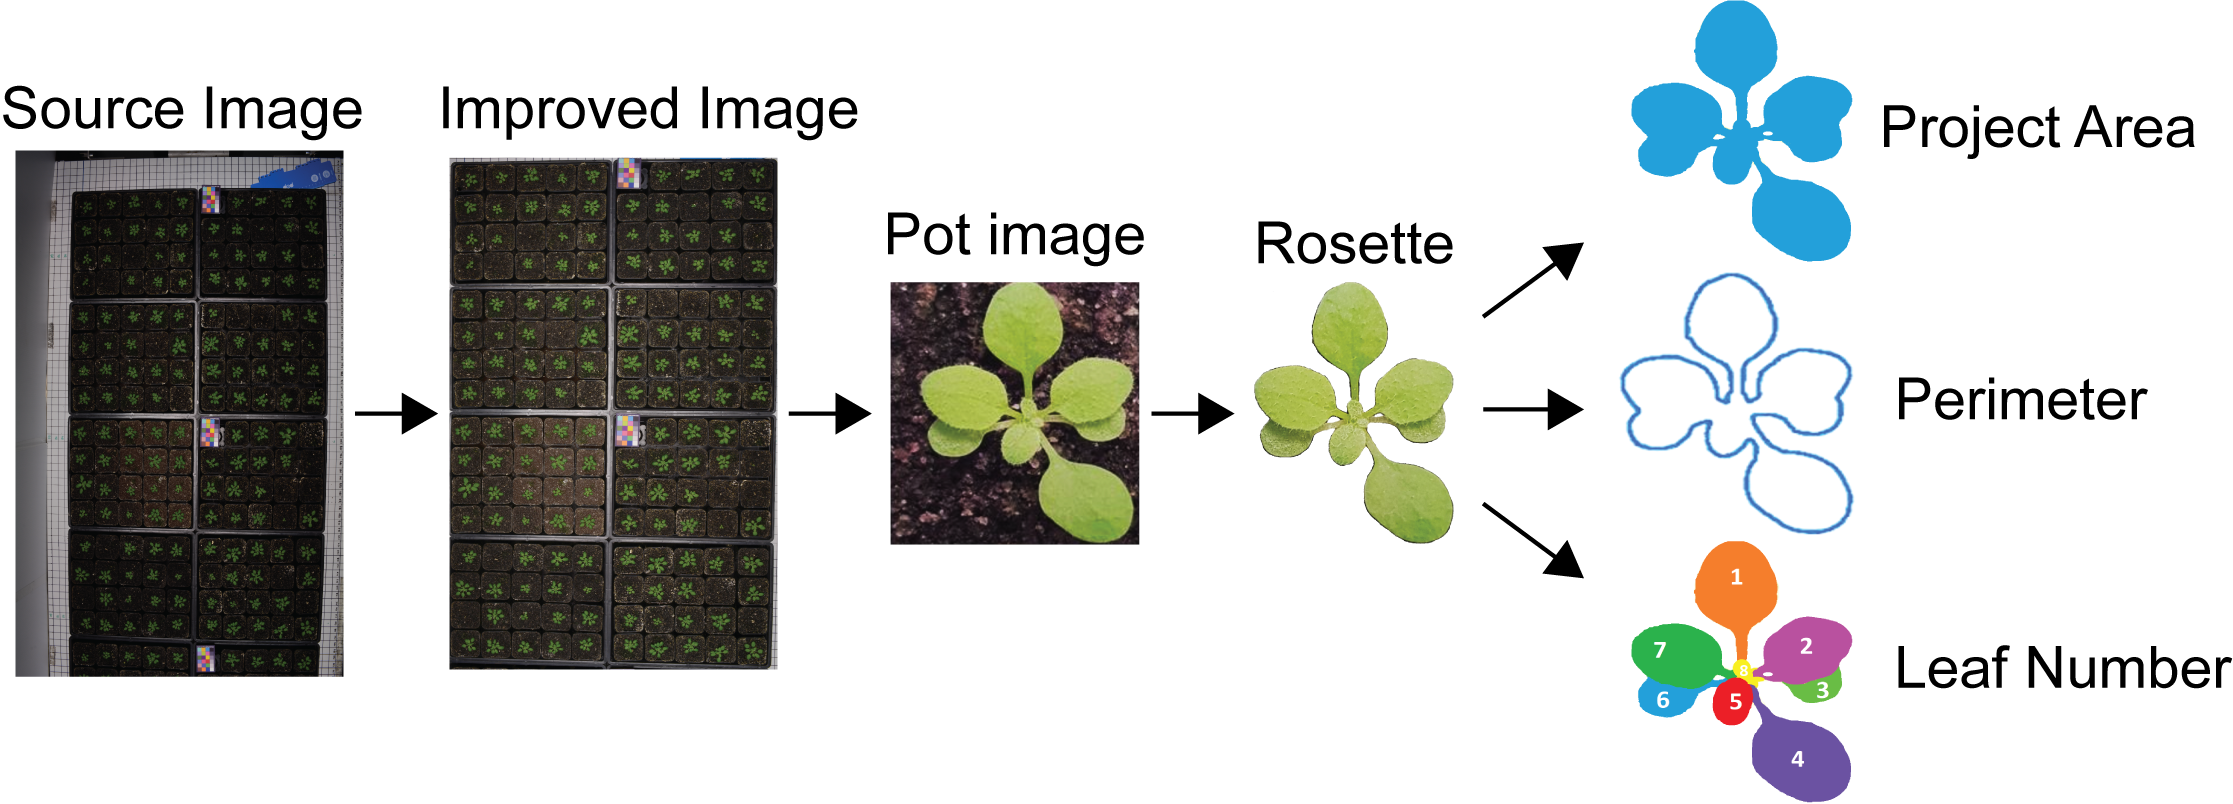 Source Image
Improved Image
Pot image
Rosette
Project Area
Perimeter
Leaf Number
1
2
3
4
5
6
7
8